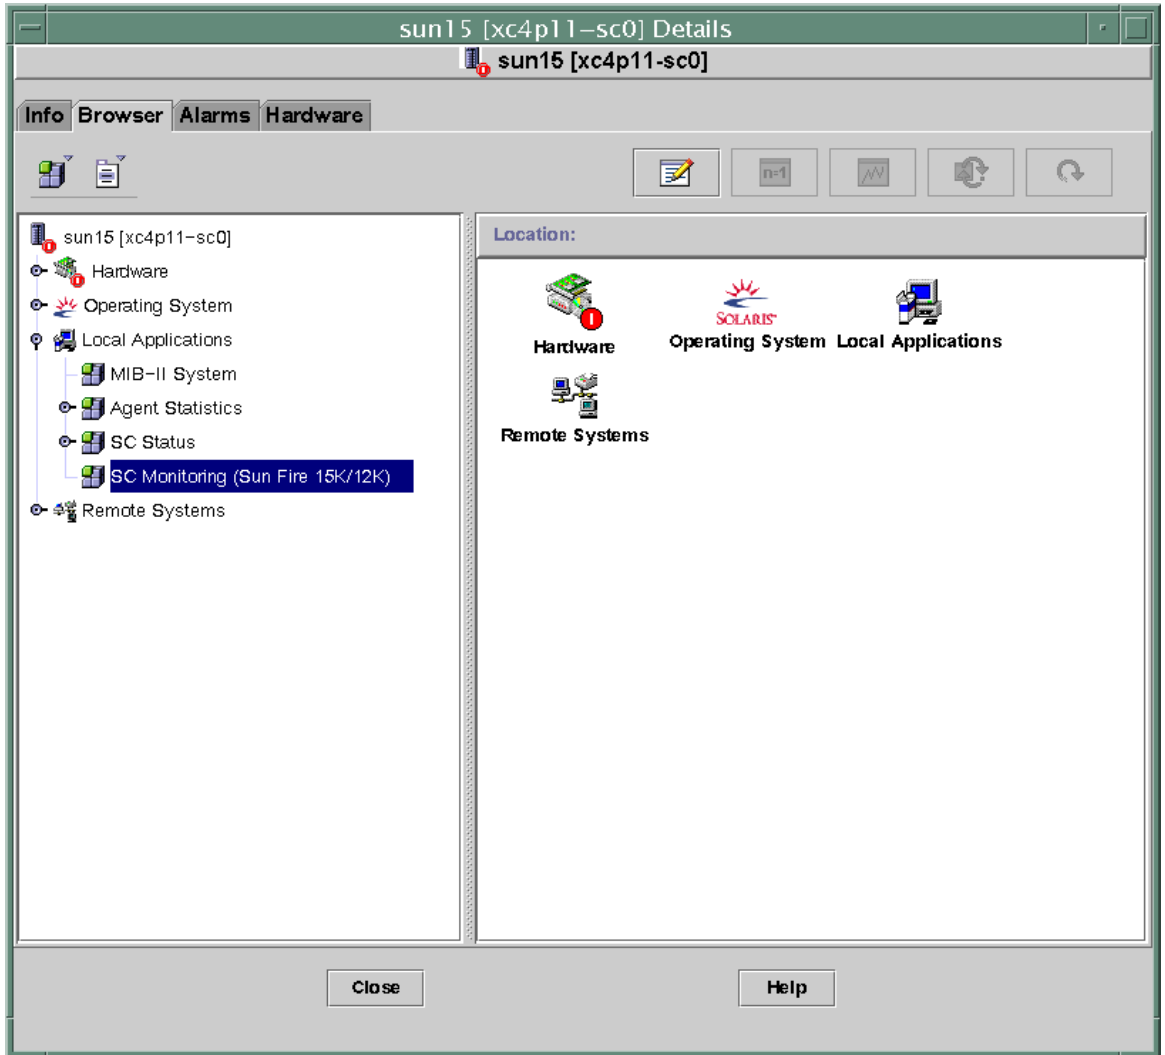 sun15 [xc4p11-sc0] Details
sun15 [xc4p11-sc0]
Info Browser Alarms Hardware
n=1
sun15 [xc4p11-sc0]
Hardware
Operating System
Local Applications
MIB-II System
Agent Statistics
SC Status
SC Monitoring (Sun Fire 15K/12K)
Remote Systems
Location:
SOLARIS
Hardware
Operating System
Local Applications
Remote Systems
Close
Help